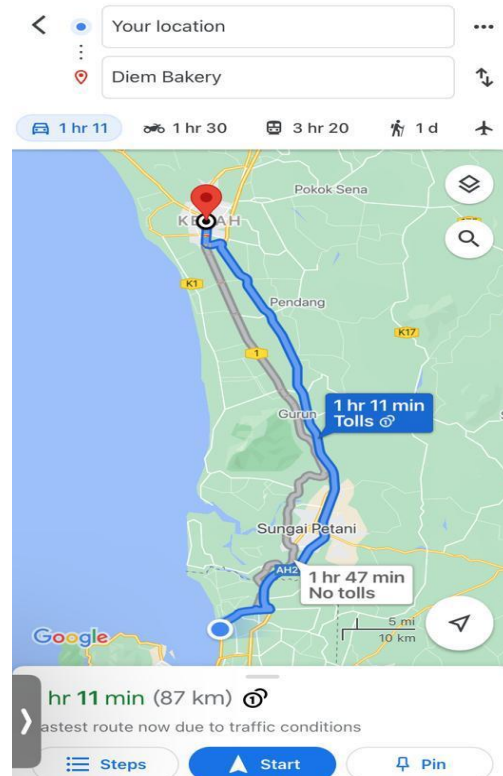 Your location
Diem Bakery
1 hr 11
1 hr 30
3 hr 20
1 d
Pokok Sena
K1
Pendang
K17
1
Gurun
1 hr 11 min
Tolls
Sungai Petani
AH2
1 hr 47 min
No tolls
5 mi
10 km
Google
hr 11 min (87 km)
astest route now due to traffic conditions
Steps
Start
Pin